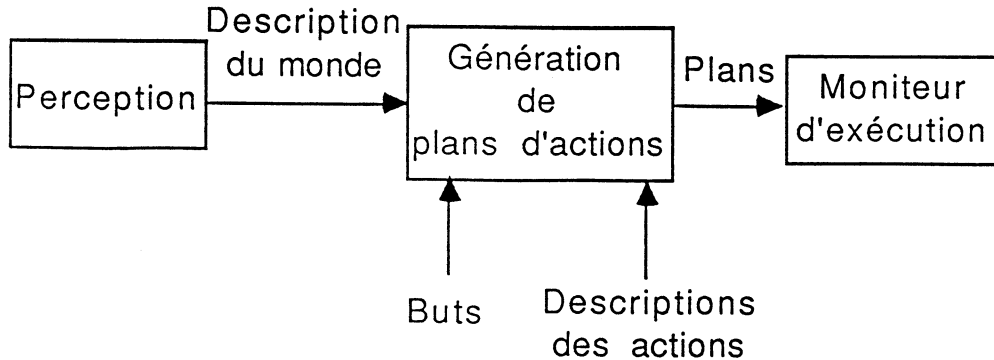 Perception
Description
du monde
Génération
de
plans d'actions
Plans
Moniteur
d'exécution
Buts
Descriptions
des actions